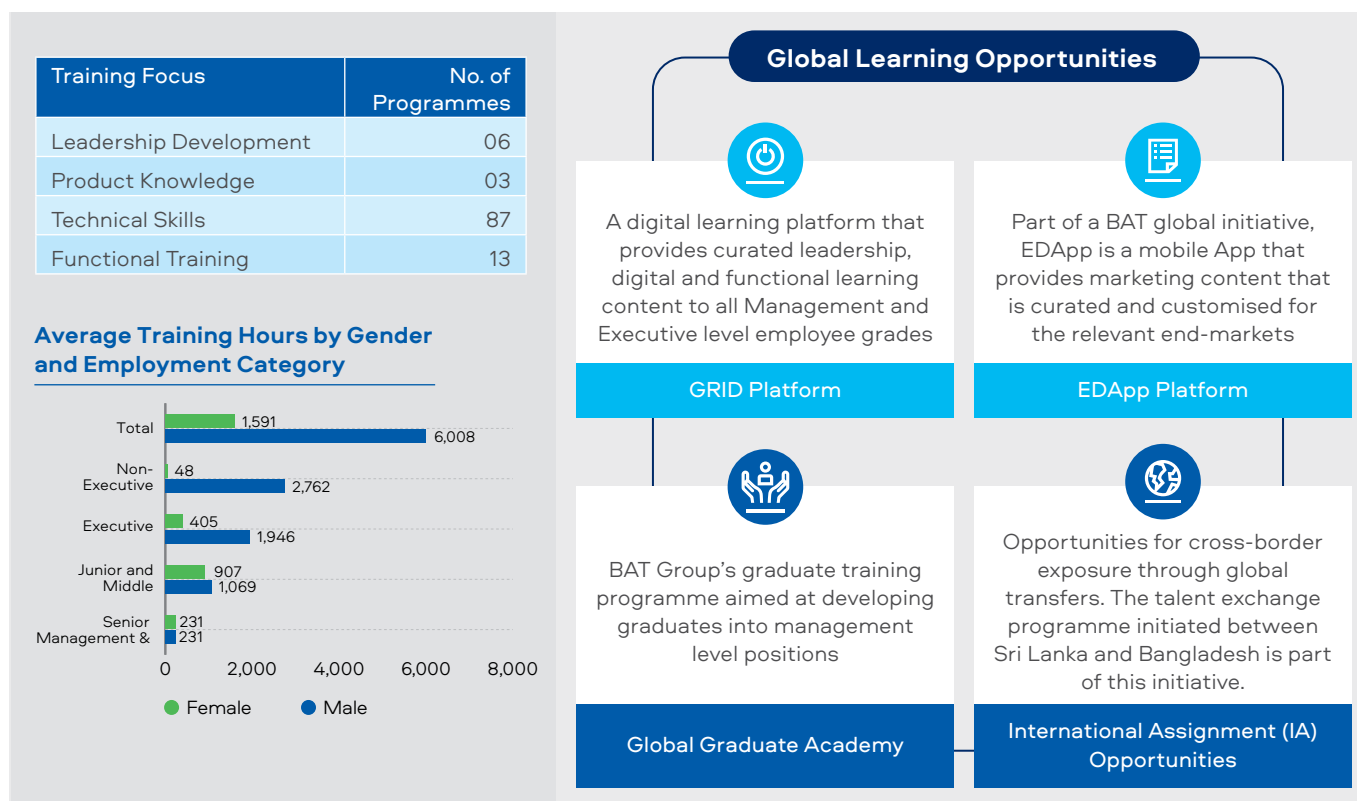 Training Focus
No. of
Programmes
Leadership Development 06
Product Knowledge 03
Technical Skills 87
Functional Training 13
Average Training Hours by Gender
and Employment Category
Total
1,591
6,008
Non-
Executive
48
2,762
Executive
405
1,946
Junior and
Middle
907
1,069
Senior
Management &
231
231
0 2,000 4,000 6,000 8,000
Female Male
Global Learning Opportunities
A digital learning platform that
provides curated leadership,
digital and functional learning
content to all Management and
Executive level employee grades
GRID Platform
Part of a BAT global initiative,
EDApp is a mobile App that
provides marketing content that
is curated and customised for
the relevant end-markets
EDApp Platform
BAT Group’s graduate training
programme aimed at developing
graduates into management
level positions
Global Graduate Academy
Opportunities for cross-border
exposure through global
transfers. The talent exchange
programme initiated between
Sri Lanka and Bangladesh is part
of this initiative.
International Assignment (IA)
Opportunities